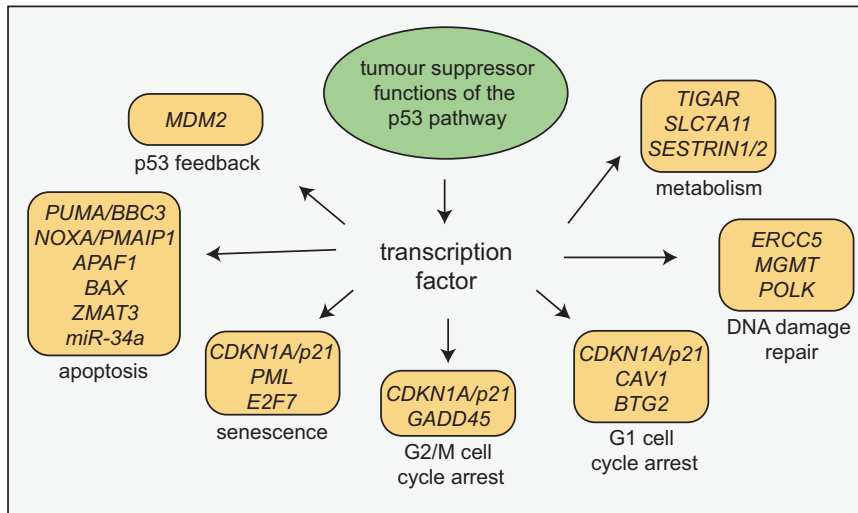 tumour suppressor
functions of the
p53 pathway
MDM2
p53 feedback
TIGAR
SLC7A11
SESTRIN1/2
metabolism
PUMA/BBC3
NOXA/PMAIP1
APAF1
BAX
ZMAT3
miR-34a
apoptosis
transcription
factor
ERCC5
MGMT
POLK
DNA damage
repair
CDKN1A/p21
PML
E2F7
senescence
CDKN1A/p21
GADD45
G2/M cell
cycle arrest
CDKN1A/p21
CAV1
BTG2
G1 cell
cycle arrest